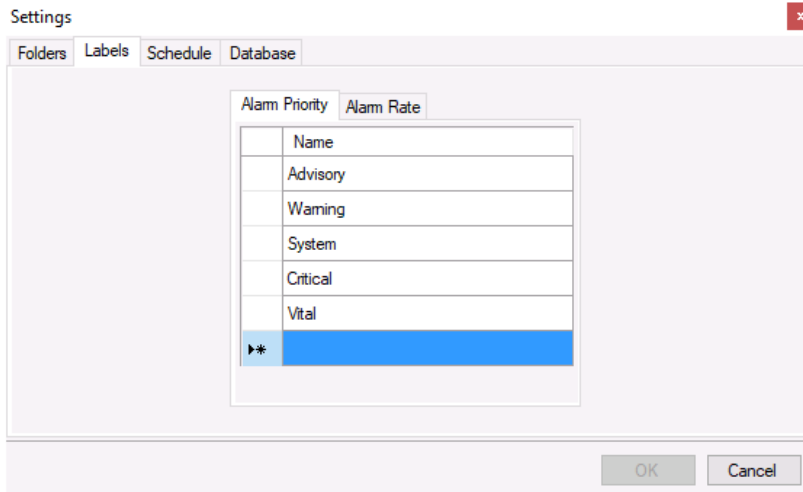 Settings
x
Folders Labels Schedule Database
Alarm Priority Alarm Rate
Name
Advisory
Warning
System
Critical
Vital
OK Cancel